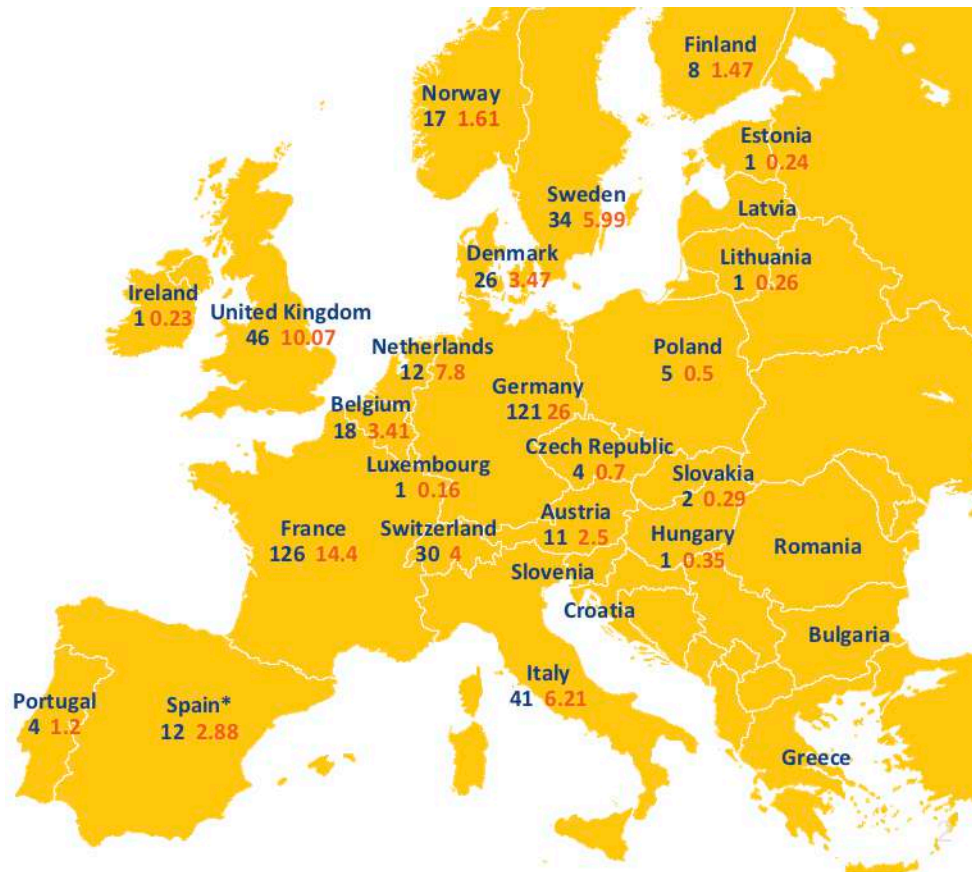 Finland
8 1.47
Norway
17 1.61
Estonia
1 0.24
Sweden
34 5.99
Latvia
Denmark
26 3.47
Lithuania
1 0.26
Ireland
1 0.23
United Kingdom
46 10.07
Netherlands
12 7.8
Poland
5 0.5
Germany
121 26
Belgium
18 3.41
Czech Republic
4 0.7
Luxembourg
1 0.16
Slovakia
2 0.29
Austria
11 2.5
France
126 14.4
Switzerland
30 4
Hungary
1 0.35
Romania
Slovenia
Croatia
Bulgaria
Italy
41 6.21
Portugal
4 1.2
Spain*
12 2.88
Greece
2